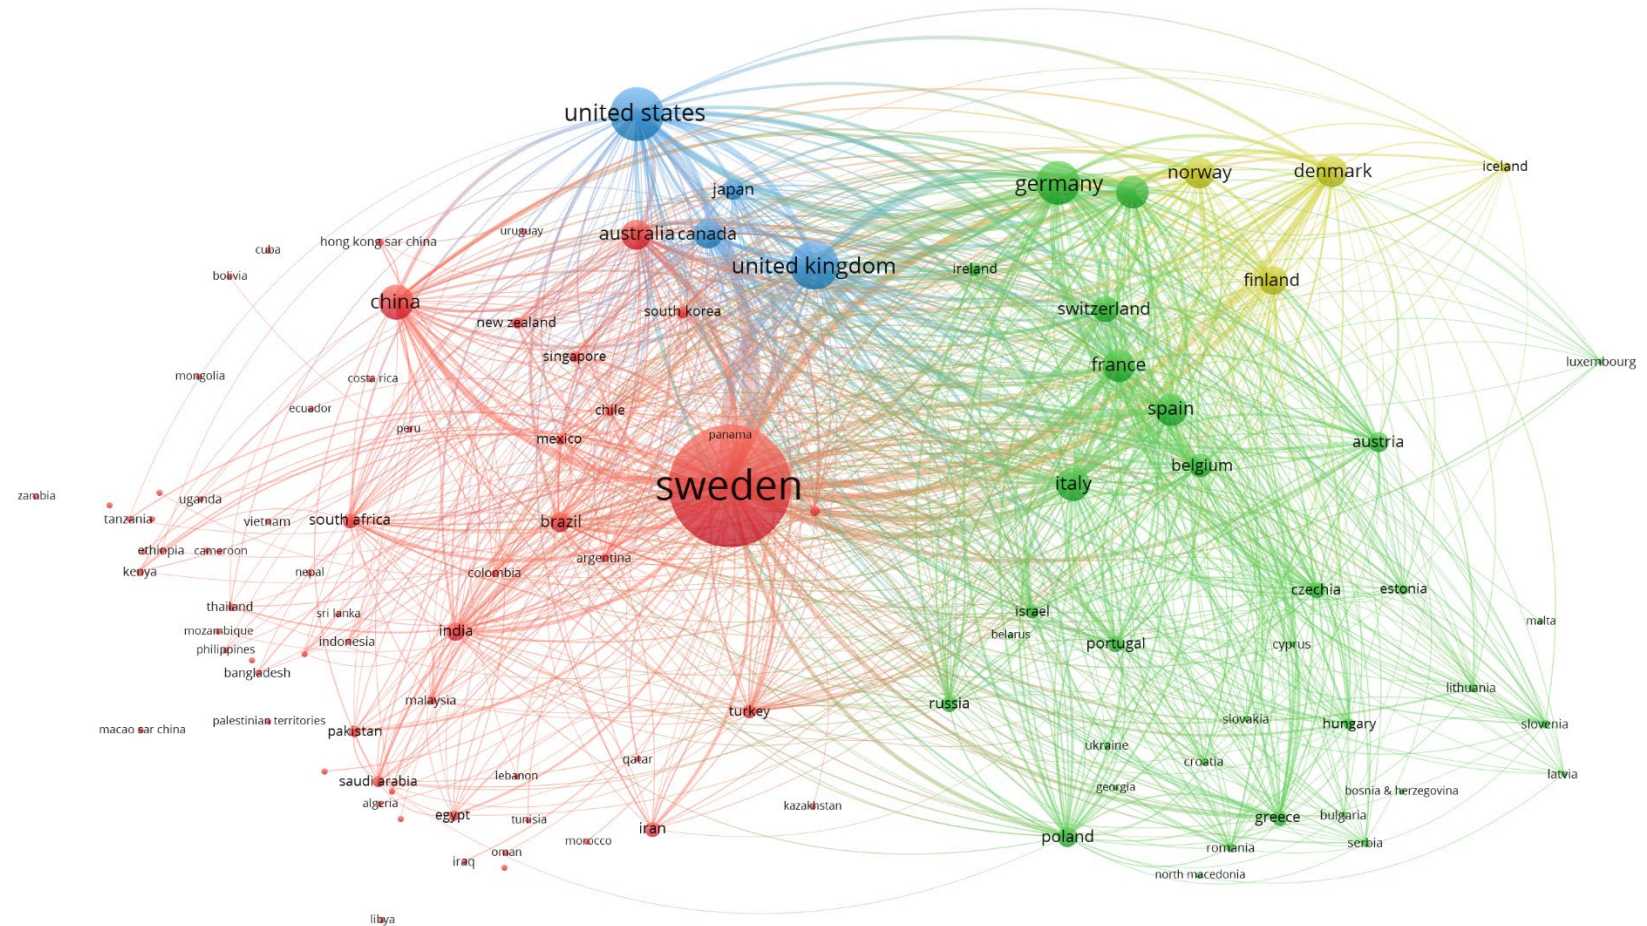 united states
iceland
norway
denmark
germany
japan
uruguay
australia
canada
hong kong sar china
cuba
united kingdom
ireland
bolivia
finland
china
switzerland
south korea
new zealand
singapore
luxembourg
france
mongolia
costa rica
ecuador
chile
spain
peru
panama
mexico
austria
belgium
sweden
italy
zambia
uganda
tanzania
vietnam
south africa
brazil
ethiopia
cameroon
argentina
kenya
nepal
colombia
czechia
estonia
thailand
sri lanka
israel
malta
mozambique
india
belarus
indonesia
portugal
cyprus
philippines
bangladesh
lithuania
malaysia
russia
turkey
palestinian territories
slovakia
hungary
slovenia
macao sar china
pakistan
ukraine
qatar
croatia
lebanon
latvia
saudi arabia
georgia
bosnia & herzegovina
algeria
kazakhstan
egypt
tunisia
greece
bulgaria
iran
poland
morocco
serbia
romania
oman
iraq
north macedonia
libya